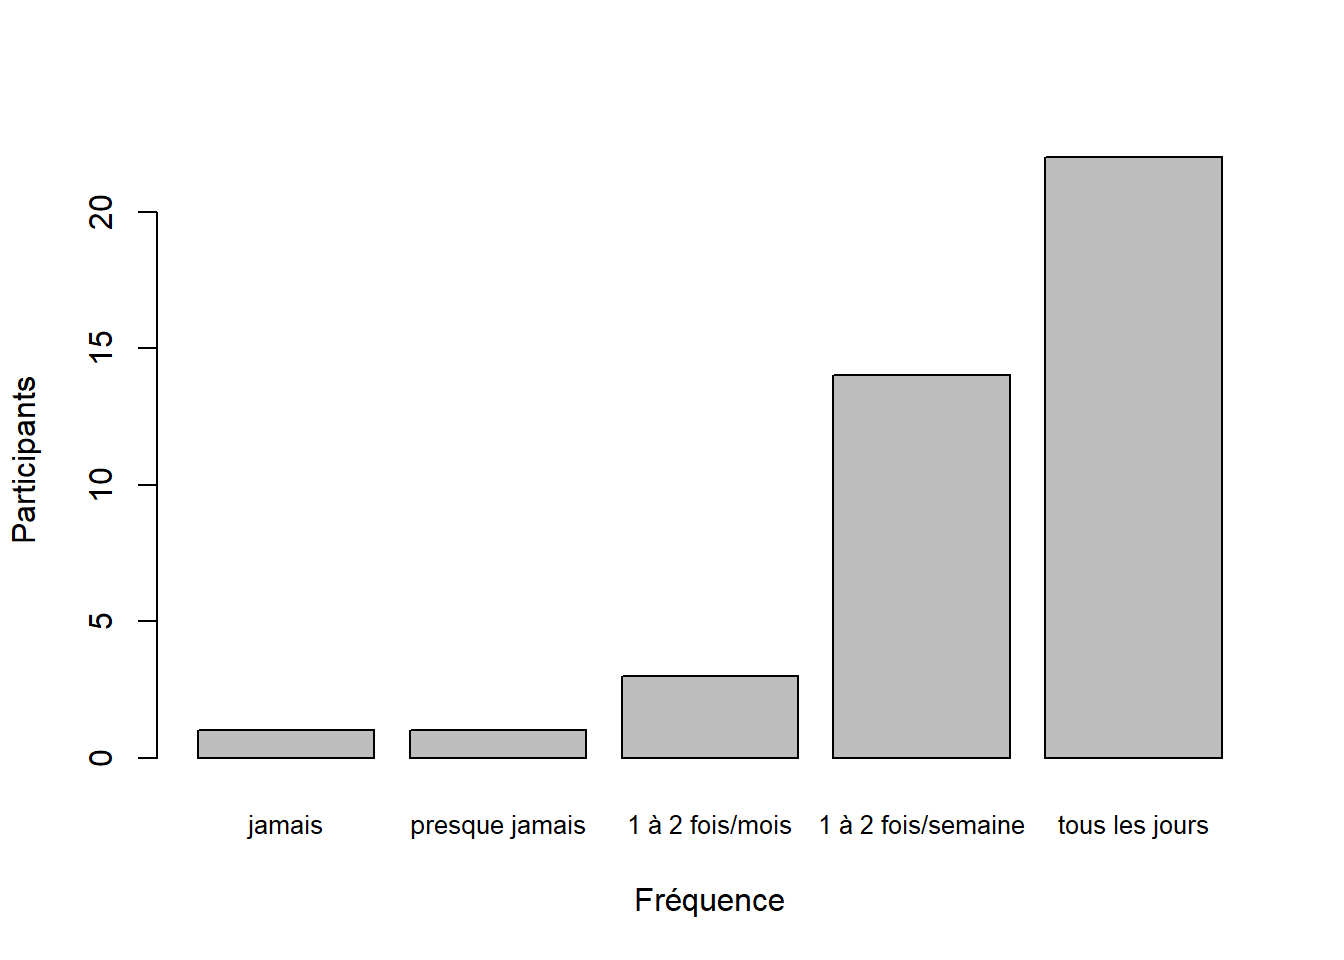 Participants
20
15
10
5
0
jamais
presque jamais
1 à 2 fois/mois
1 à 2 fois/semaine
tous les jours
Fréquence